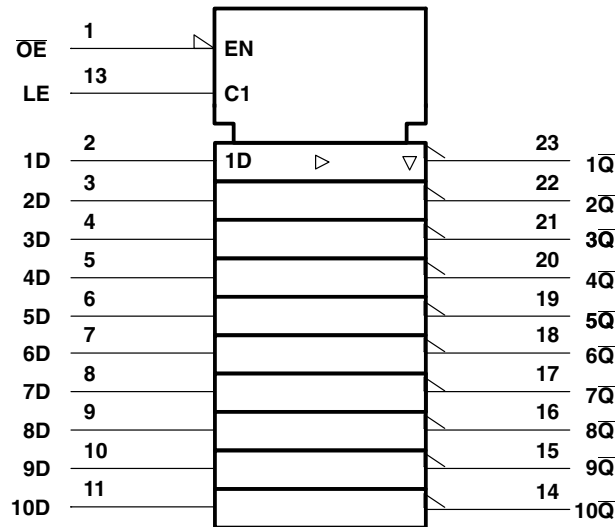 O̅E̅ 1 EN
LE 13 C1
1D 2 1D 23 1Q̅
2D 3 22 2Q̅
3D 4 21 3Q̅
4D 5 20 4Q̅
5D 6 19 5Q̅
6D 7 18 6Q̅
7D 8 17 7Q̅
8D 9 16 8Q̅
9D 10 15 9Q̅
10D 11 14 10Q̅